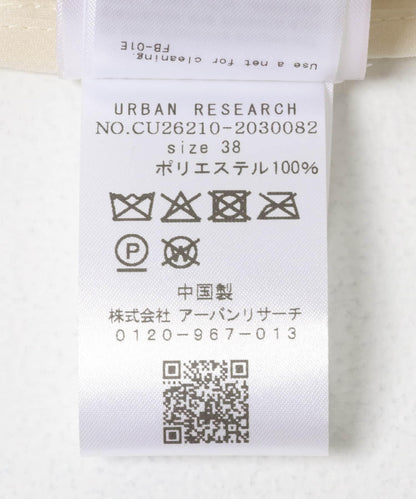 Use a net for cleaning.
FB-01E
URBAN RESEARCH
NO.CU26210-2030082
size 38
ポリエステル100%
P W
中国製
株式会社 アーバンリサーチ
0120-967-013